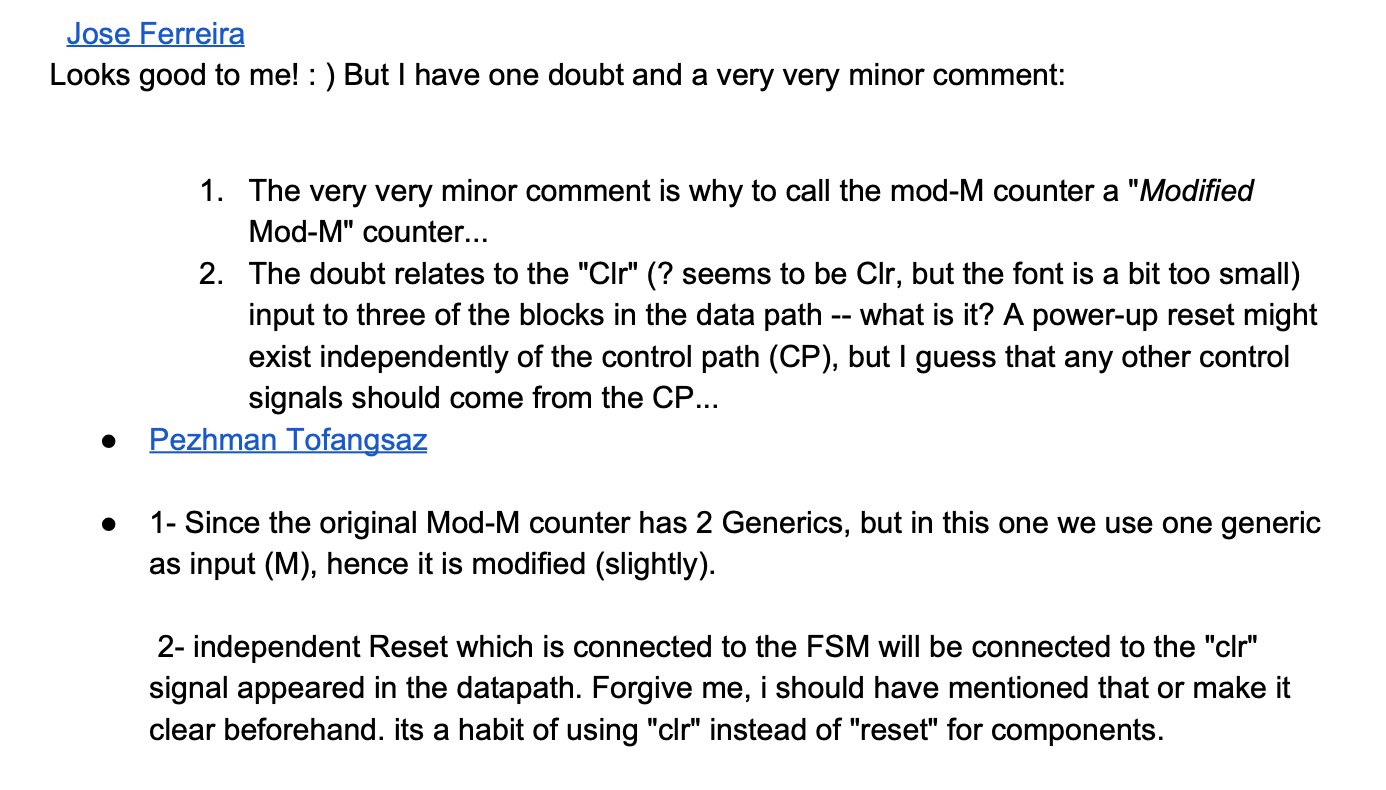 Jose Ferreira
Looks good to me! : ) But I have one doubt and a very very minor comment:
1. The very very minor comment is why to call the mod-M counter a "Modified
Mod-M" counter...
2. The doubt relates to the "Clr" (? seems to be Clr, but the font is a bit too small)
input to three of the blocks in the data path -- what is it? A power-up reset might
exist independently of the control path (CP), but I guess that any other control
signals should come from the CP...
● Pezhman Tofangsaz
● 1- Since the original Mod-M counter has 2 Generics, but in this one we use one generic
as input (M), hence it is modified (slightly).
2- independent Reset which is connected to the FSM will be connected to the "clr"
signal appeared in the datapath. Forgive me, i should have mentioned that or make it
clear beforehand. its a habit of using "clr" instead of "reset" for components.